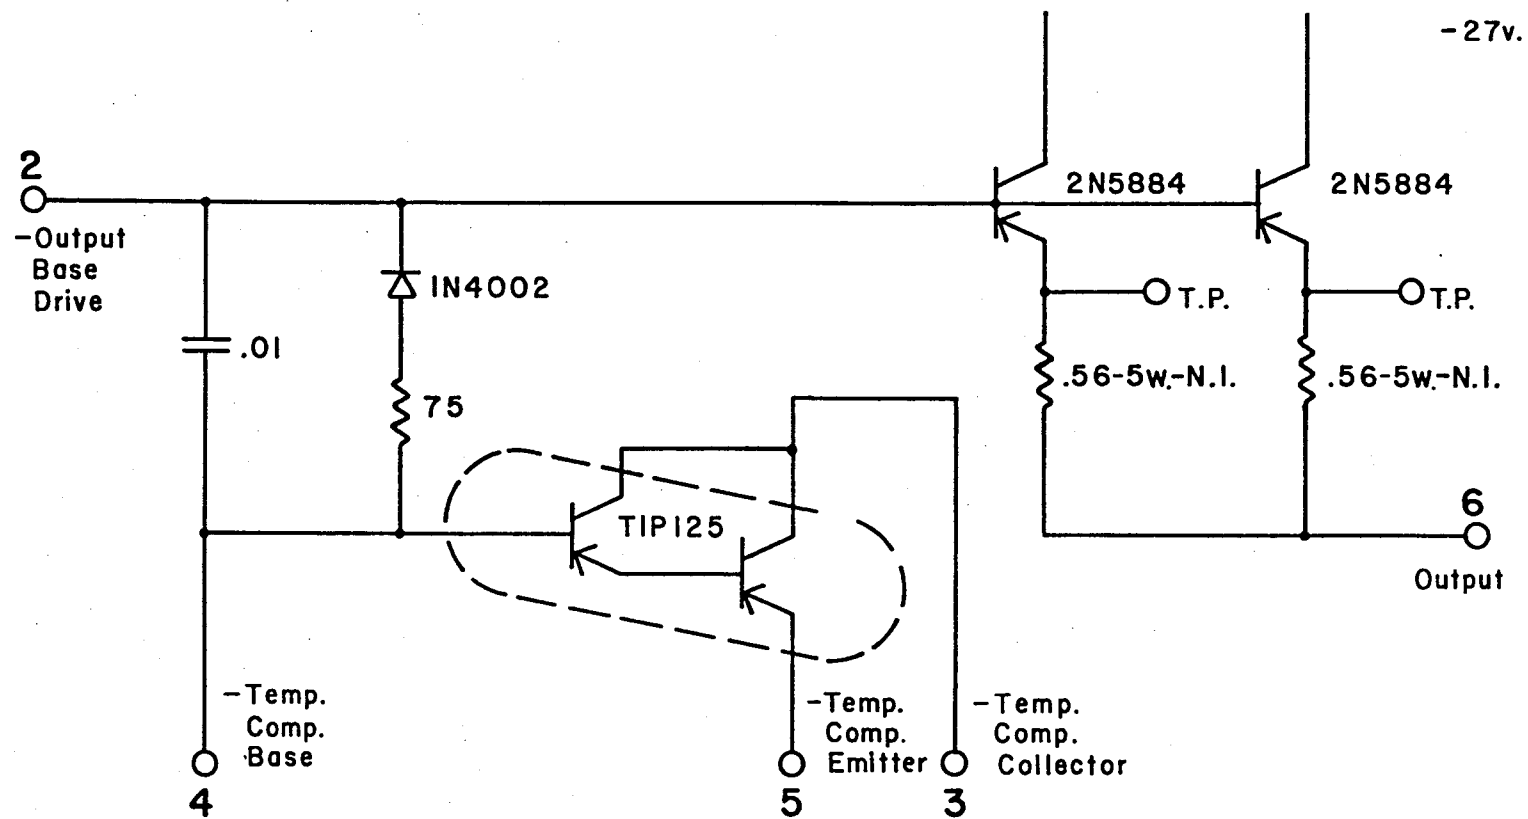 -27v.
2
2N5884
2N5884
-Output
Base
Drive
1N4002
T.P.
T.P.
.01
.56-5w.-N.I.
.56-5w.-N.I.
75
TIP125
6
Output
-Temp.
Comp.
Base
-Temp.
Comp.
Emitter
-Temp.
Comp.
Collector
4
5
3